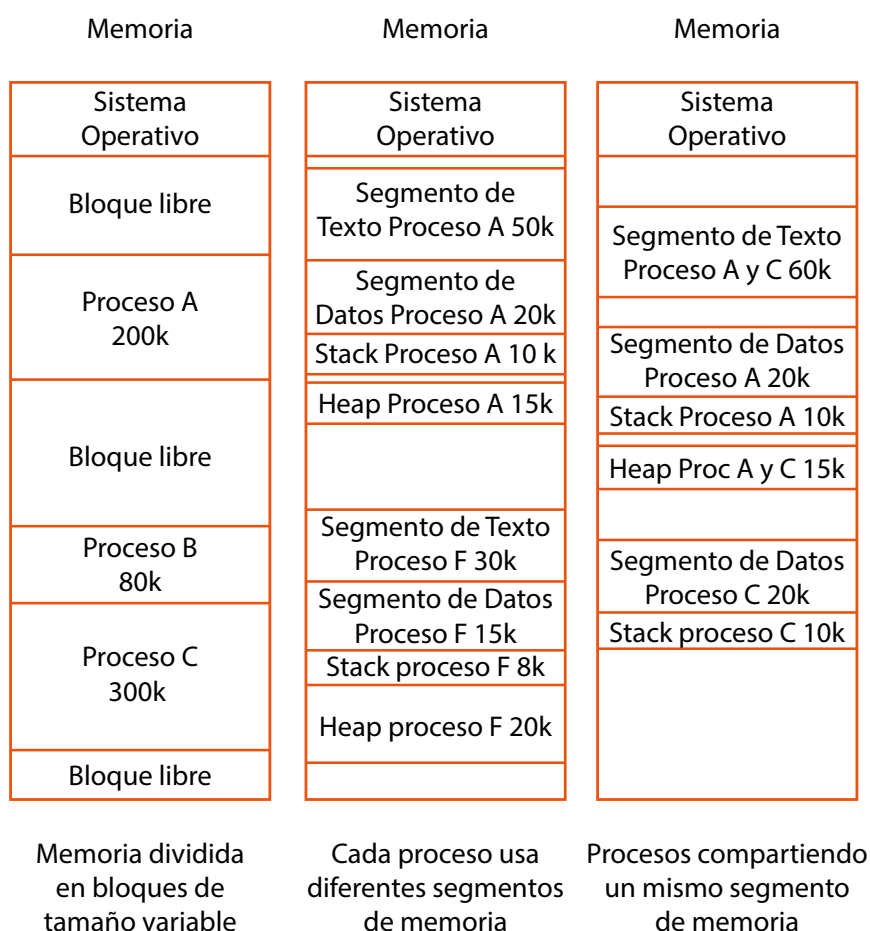 Memoria
Sistema
Operativo
Bloque libre
Proceso A
200k
Bloque libre
Proceso B
80k
Proceso C
300k
Bloque libre
Memoria dividida
en bloques de
tamaño variable
Memoria
Sistema
Operativo
Segmento de
Texto Proceso A 50k
Segmento de
Datos Proceso A 20k
Stack Proceso A 10 k
Heap Proceso A 15k
Segmento de Texto
Proceso F 30k
Segmento de Datos
Proceso F 15k
Stack proceso F 8k
Heap proceso F 20k
Cada proceso usa
diferentes segmentos
de memoria
Memoria
Sistema
Operativo
Segmento de Texto
Proceso A y C 60k
Segmento de Datos
Proceso A 20k
Stack Proceso A 10k
Heap Proc A y C 15k
Segmento de Datos
Proceso C 20k
Stack proceso C 10k
Procesos compartiendo
un mismo segmento
de memoria